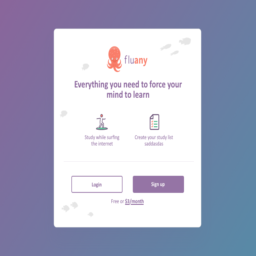 fluany
Everything you need to force your
mind to learn
Study while surfing
the internet
Create your study list
Login
Sign up
Free or $3/month